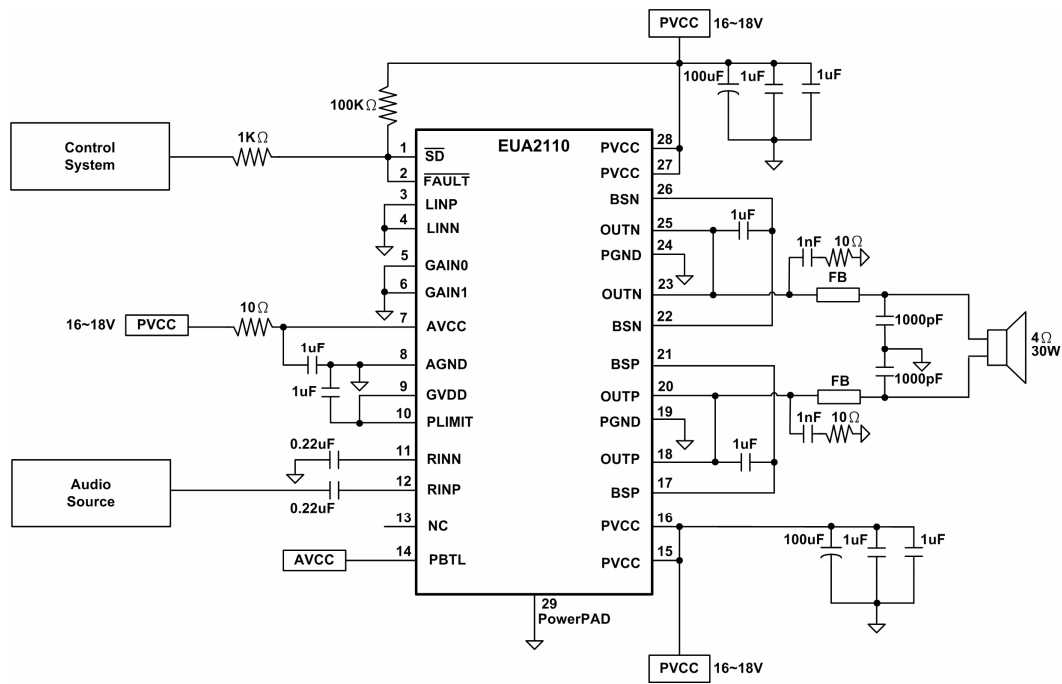 PVCC 16~18V
100uF 1uF 1uF
100KΩ
Control
System
1KΩ
EUA2110
1 SD
2 FAULT
3 LINP
4 LINN
5 GAIN0
6 GAIN1
7 AVCC
8 AGND
9 GVDD
10 PLIMIT
11 RINN
12 RINP
13 NC
14 PBTL
PVCC 28
PVCC 27
BSN 26
OUTN 25
PGND 24
OUTN 23
BSN 22
BSP 21
OUTP 20
PGND 19
OUTP 18
BSP 17
PVCC 16
PVCC 15
29
PowerPAD
16~18V PVCC
10Ω
1uF
1uF
0.22uF
Audio
Source
0.22uF
AVCC
1uF
1nF 10Ω
FB
1000pF
1000pF
4Ω
30W
FB
1nF 10Ω
1uF
100uF 1uF 1uF
PVCC 16~18V